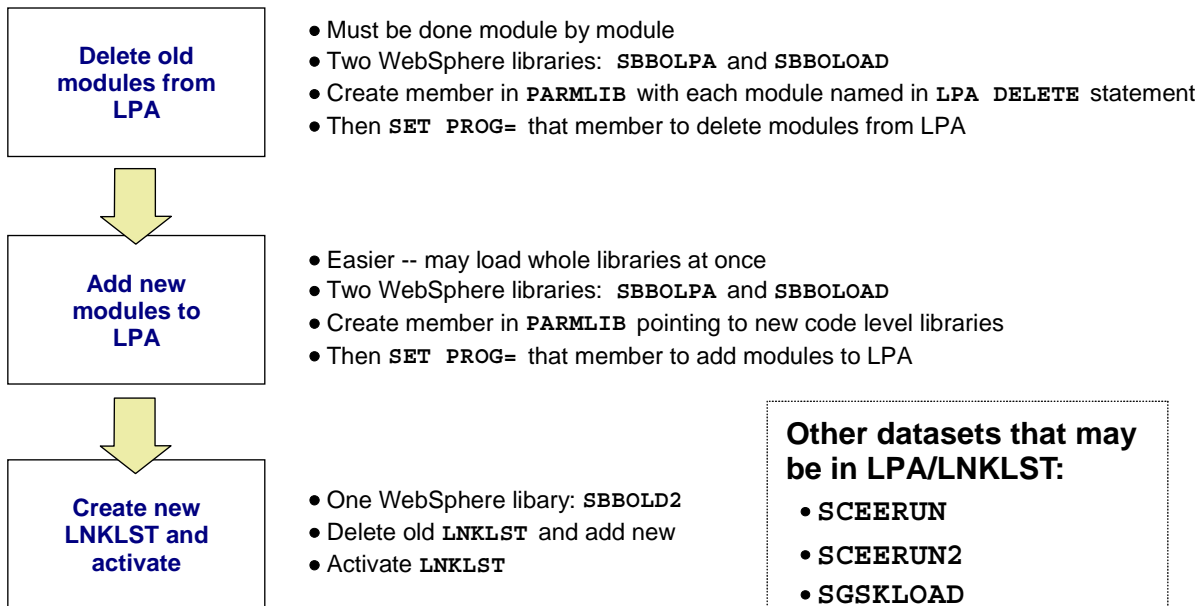 Delete old
modules from
LPA
• Must be done module by module
• Two WebSphere libraries: SBBOLPA and SBBOLOAD
• Create member in PARMLIB with each module named in LPA DELETE statement
• Then SET PROG= that member to delete modules from LPA
Add new
modules to
LPA
• Easier -- may load whole libraries at once
• Two WebSphere libraries: SBBOLPA and SBBOLOAD
• Create member in PARMLIB pointing to new code level libraries
• Then SET PROG= that member to add modules to LPA
Create new
LNKLST and
activate
• One WebSphere libary: SBBOLD2
• Delete old LNKLST and add new
• Activate LNKLST
Other datasets that may
be in LPA/LNKLST:
• SCEERUN
• SCEERUN2
• SGSKLOAD